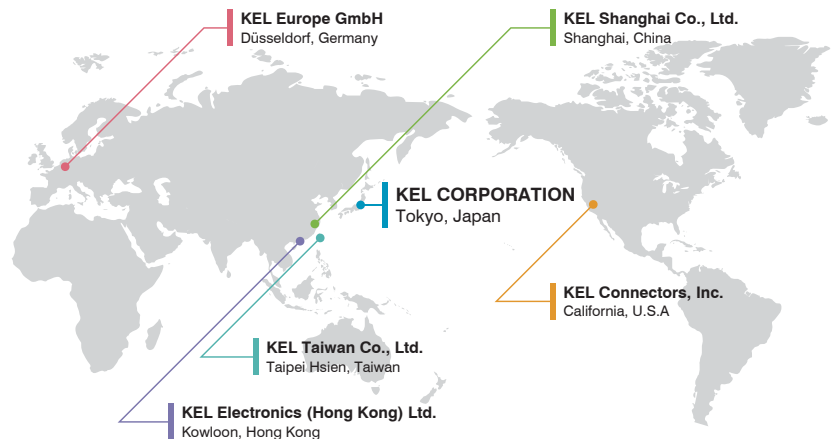 KEL Europe GmbH
Düsseldorf, Germany
KEL Shanghai Co., Ltd.
Shanghai, China
KEL CORPORATION
Tokyo, Japan
KEL Connectors, Inc.
California, U.S.A
KEL Taiwan Co., Ltd.
Taipei Hsien, Taiwan
KEL Electronics (Hong Kong) Ltd.
Kowloon, Hong Kong